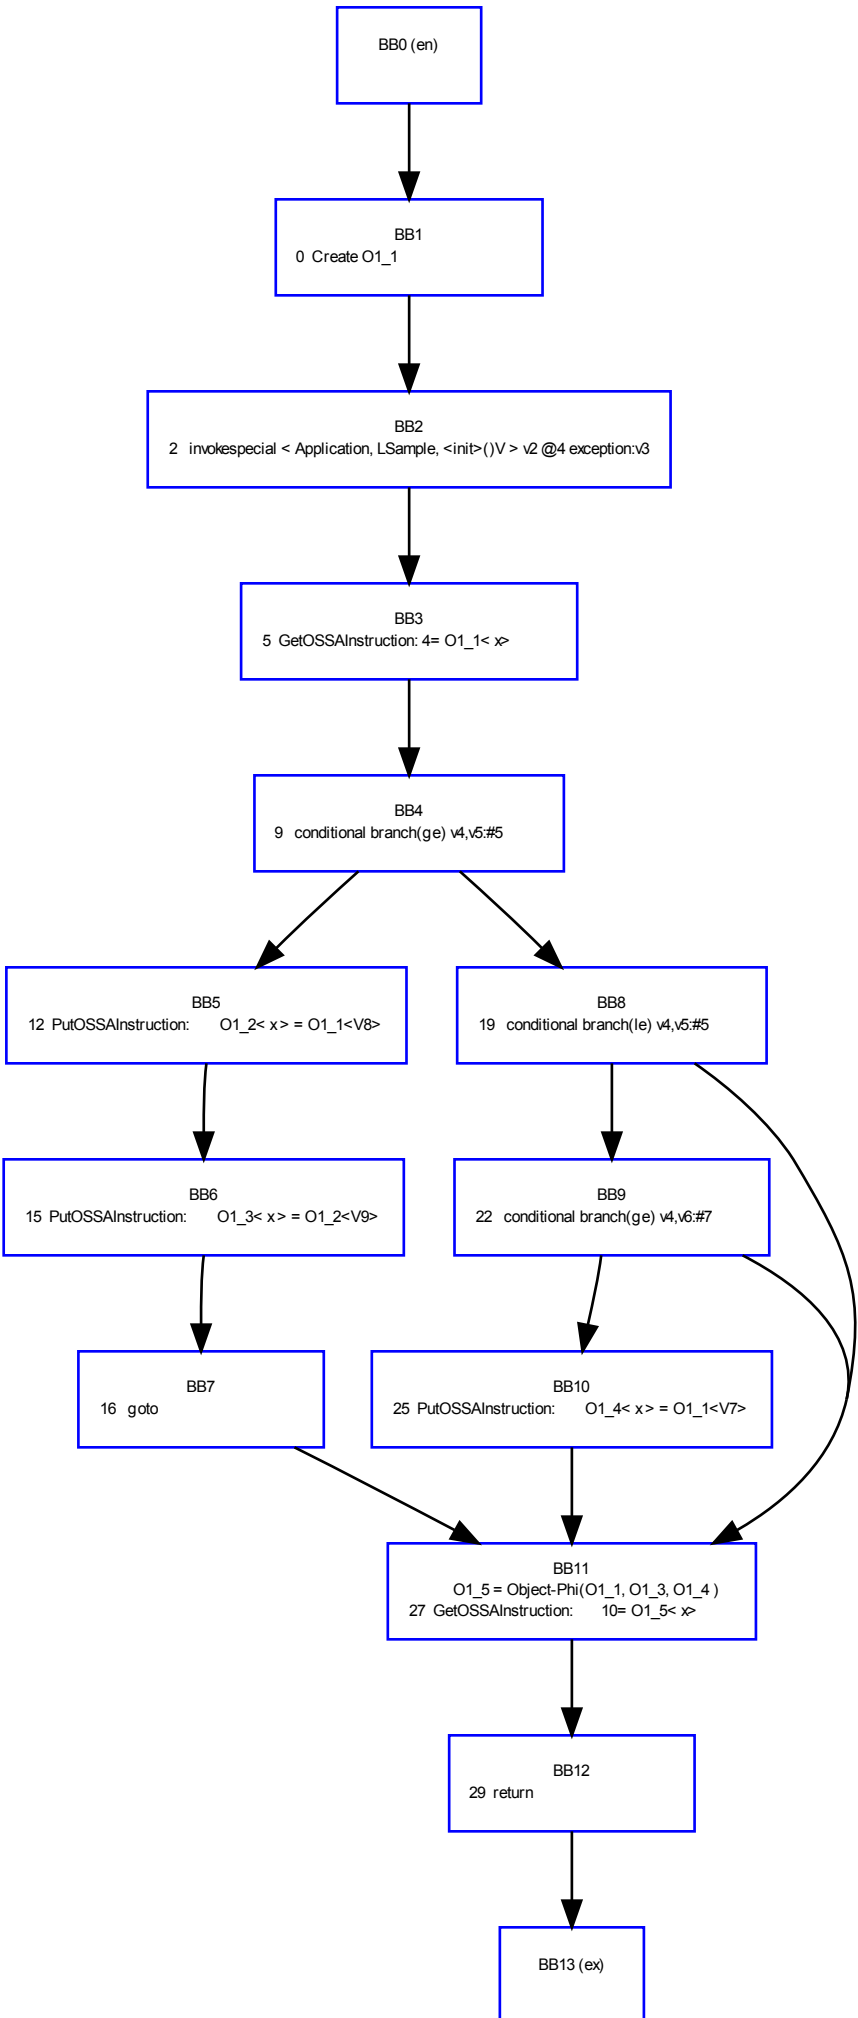 BB0 (en)
BB1
0 Create O1_1
BB2
2 invokespecial < Application, LSample, <init>()V > v2 @4 exception:v3
BB3
5 GetOSSAInstruction: 4= O1_1< x>
BB4
9 conditional branch(ge) v4,v5:#5
BB5
12 PutOSSAInstruction: O1_2< x > = O1_1<V8>
BB8
19 conditional branch(le) v4,v5:#5
BB6
15 PutOSSAInstruction: O1_3< x > = O1_2<V9>
BB9
22 conditional branch(ge) v4,v6:#7
BB7
16 goto
BB10
25 PutOSSAInstruction: O1_4< x > = O1_1<V7>
BB11
O1_5 = Object-Phi(O1_1, O1_3, O1_4 )
27 GetOSSAInstruction: 10= O1_5< x>
BB12
29 return
BB13 (ex)